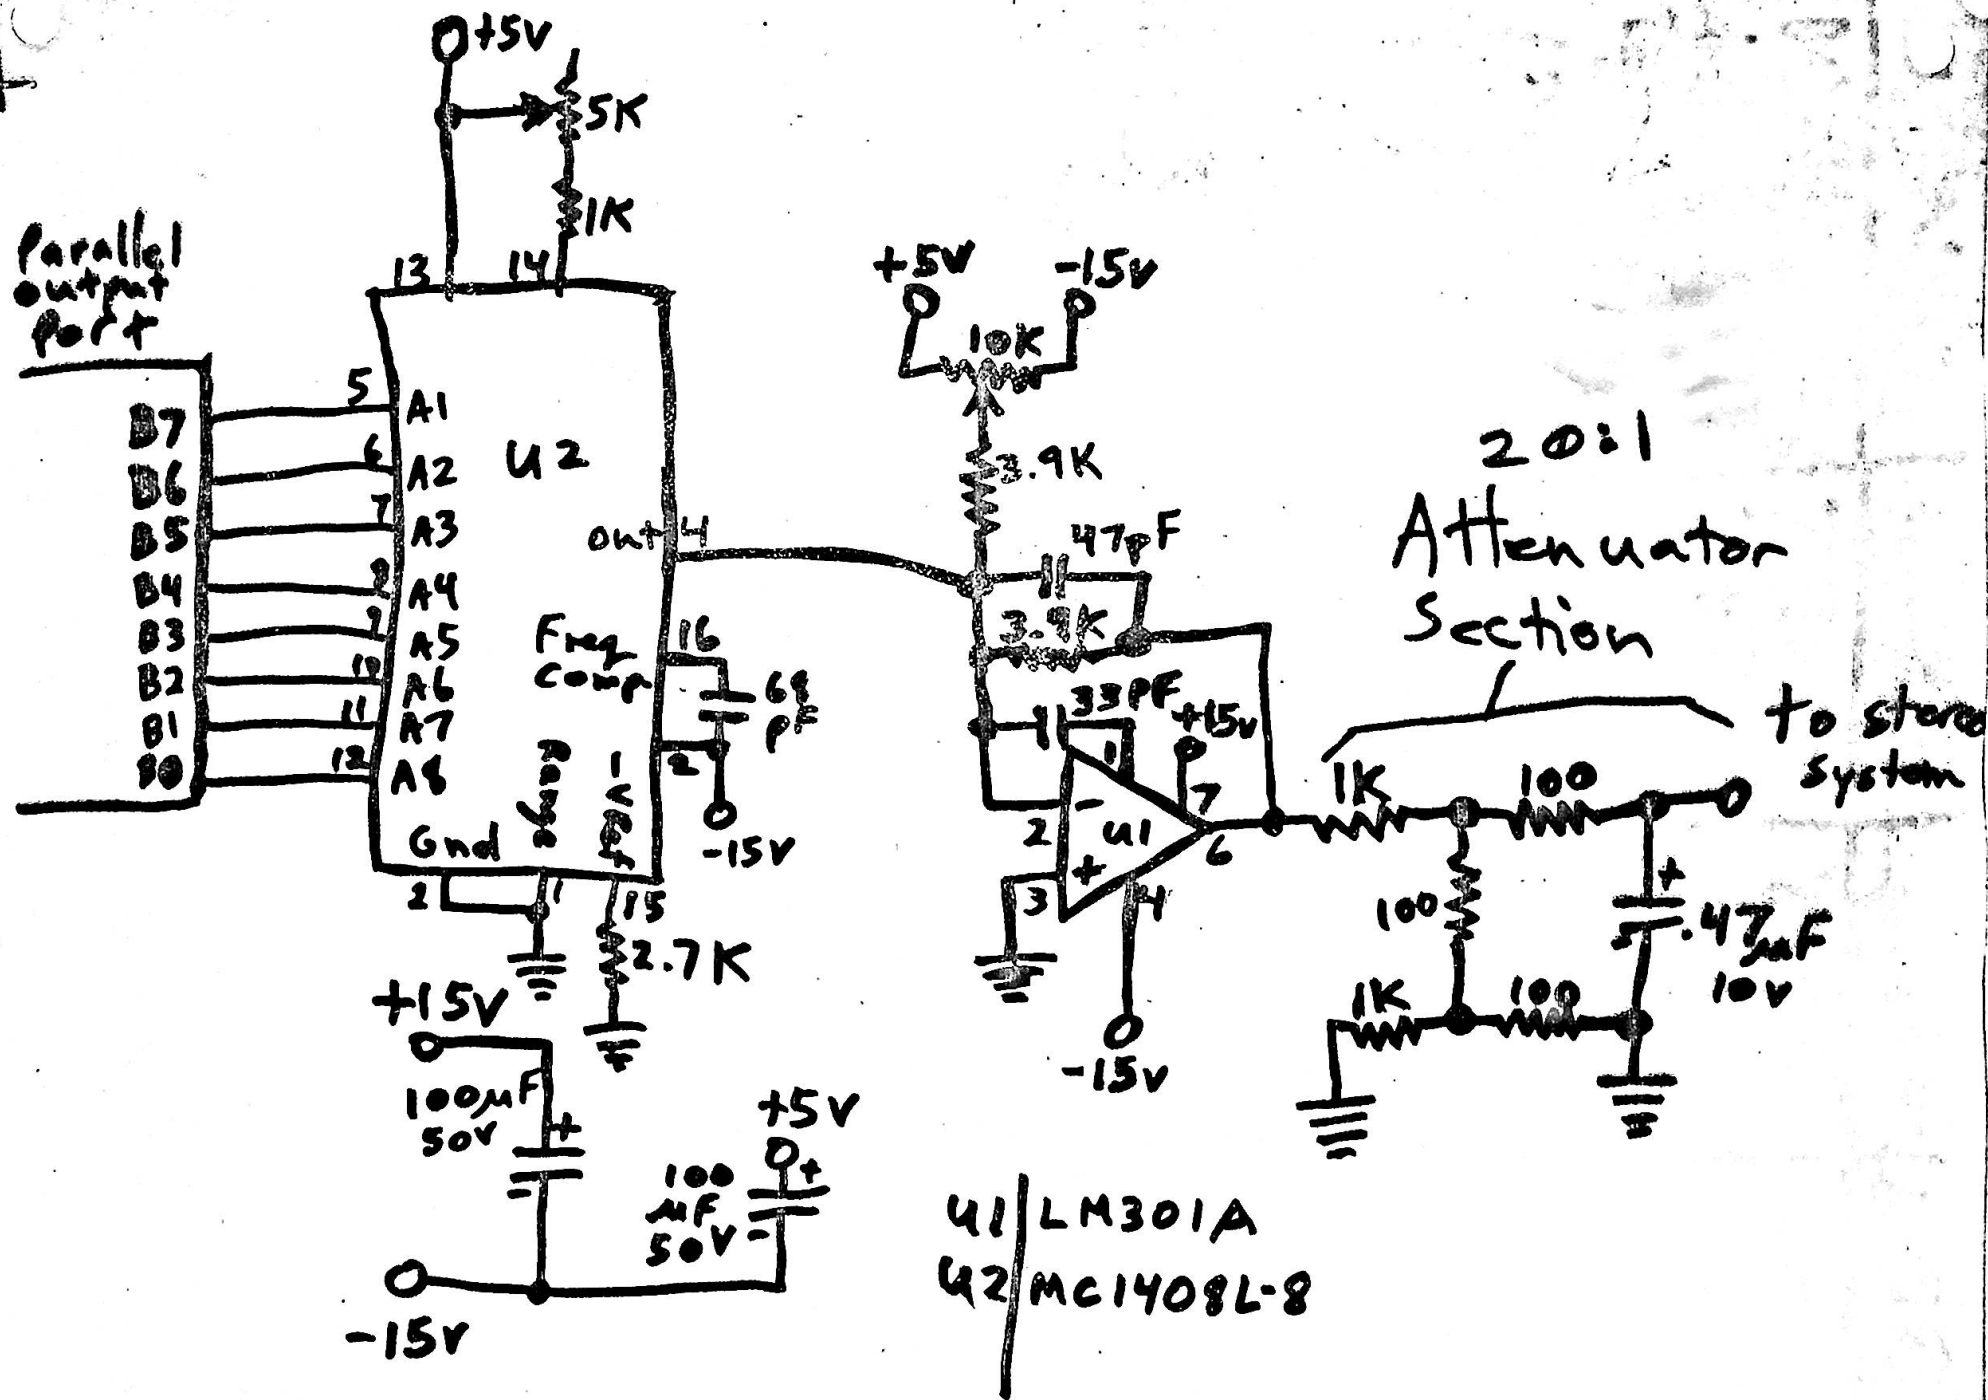 +5V
5K
1K
Parallel
output
Port
13
14
B7
B6
B5
B4
B3
B2
B1
B0
5
6
7
8
9
10
11
12
A1
A2
A3
A4
A5
A6
A7
A8
U2
out
4
Freq
Comp
16
68
pF
2
-15V
Gnd
Range
Vref-
2
1
15
2.7K
+5V
-15V
10K
3.9K
47pF
3.9K
33PF
+15V
1
7
-
2
U1
6
+
3
4
-15V
20:1
Attenuator
Section
to stereo
system
1K
100
100
+
-
.47µF
10V
1K
100
+15V
100µF
50V
+
-
+5V
100
µF
50V
+
-
-15V
U1 LM301A
U2 MC1408L-8